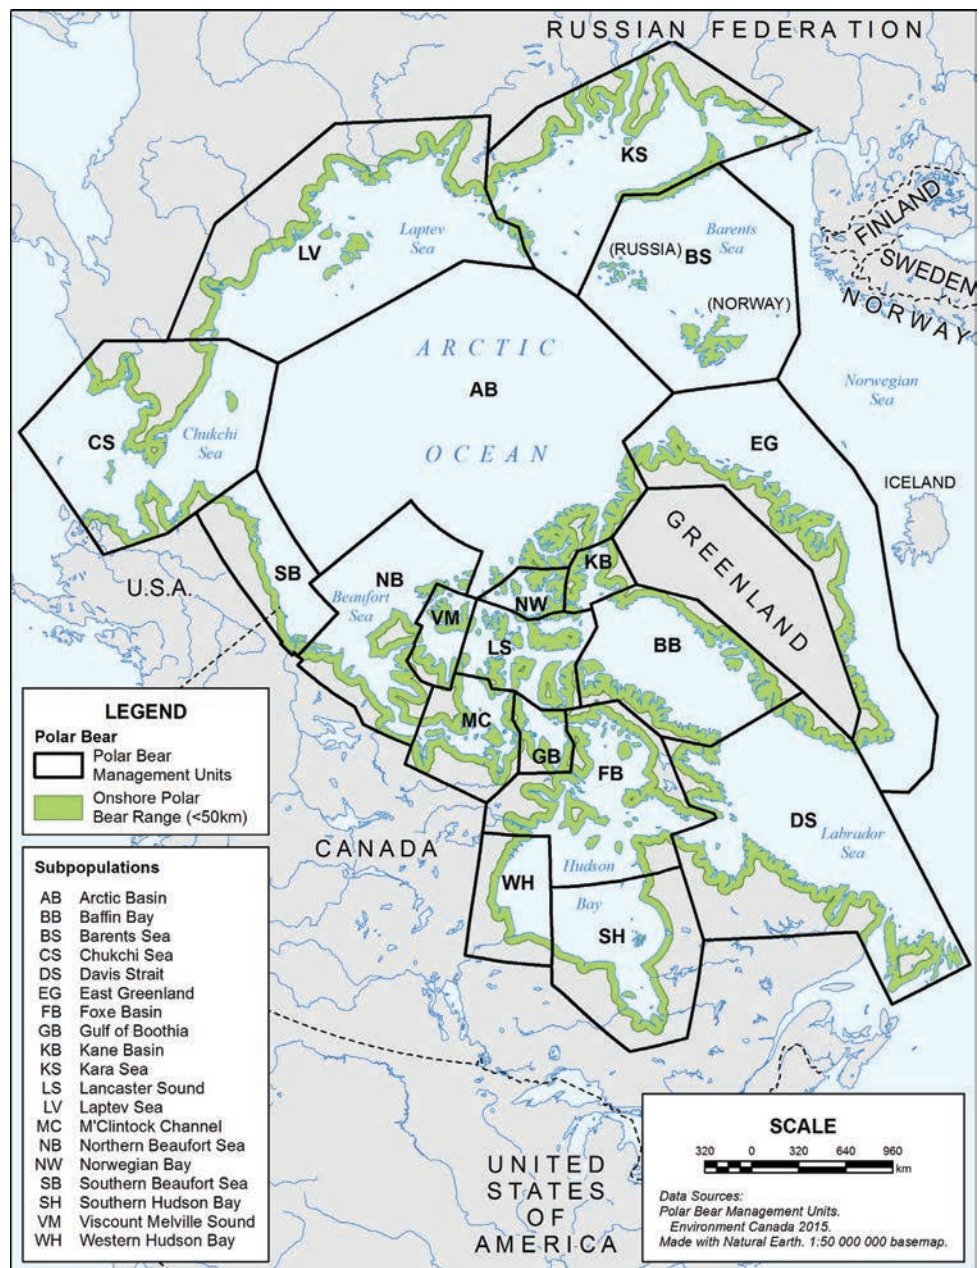 RUSSIAN FEDERATION
KS
Laptev
Sea
LV
Barents
Sea
(RUSSIA)
BS
FINLAND
SWEDEN
NORWAY
(NORWAY)
ARCTIC
AB
OCEAN
Norwegian
Sea
CS
Chukchi
Sea
EG
ICELAND
GREENLAND
U.S.A.
SB
NB
Beaufort
Sea
KB
NW
VM
LS
BB
MC
GB
FB
DS
Labrador
Sea
CANADA
Hudson
Bay
WH
SH
LEGEND
Polar Bear
Polar Bear
Management Units
Onshore Polar
Bear Range (<50km)
Subpopulations
AB Arctic Basin
BB Baffin Bay
BS Barents Sea
CS Chukchi Sea
DS Davis Strait
EG East Greenland
FB Foxe Basin
GB Gulf of Boothia
KB Kane Basin
KS Kara Sea
LS Lancaster Sound
LV Laptev Sea
MC M'Clintock Channel
NB Northern Beaufort Sea
NW Norwegian Bay
SB Southern Beaufort Sea
SH Southern Hudson Bay
VM Viscount Melville Sound
WH Western Hudson Bay
UNITED
STATES
OF
AMERICA
SCALE
320 0 320 640 960
km
Data Sources:
Polar Bear Management Units.
Environment Canada 2015.
Made with Natural Earth. 1:50 000 000 basemap.